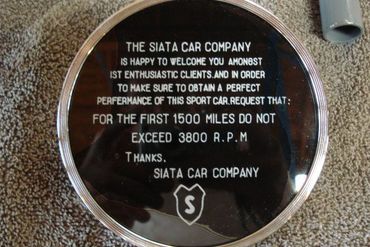 THE SIATA CAR COMPANY
IS HAPPY TO WELCOME YOU AMONGST
IST ENTHUSIASTIC CLIENTS.AND IN ORDER
TO MAKE SURE TO OBTAIN A PERFECT
PERFERMANCE OF THIS SPORT CAR.REQUEST THAT:
FOR THE FIRST 1500 MILES DO NOT
EXCEED 3800 R.P.M
THANKS.
SIATA CAR COMPANY
S